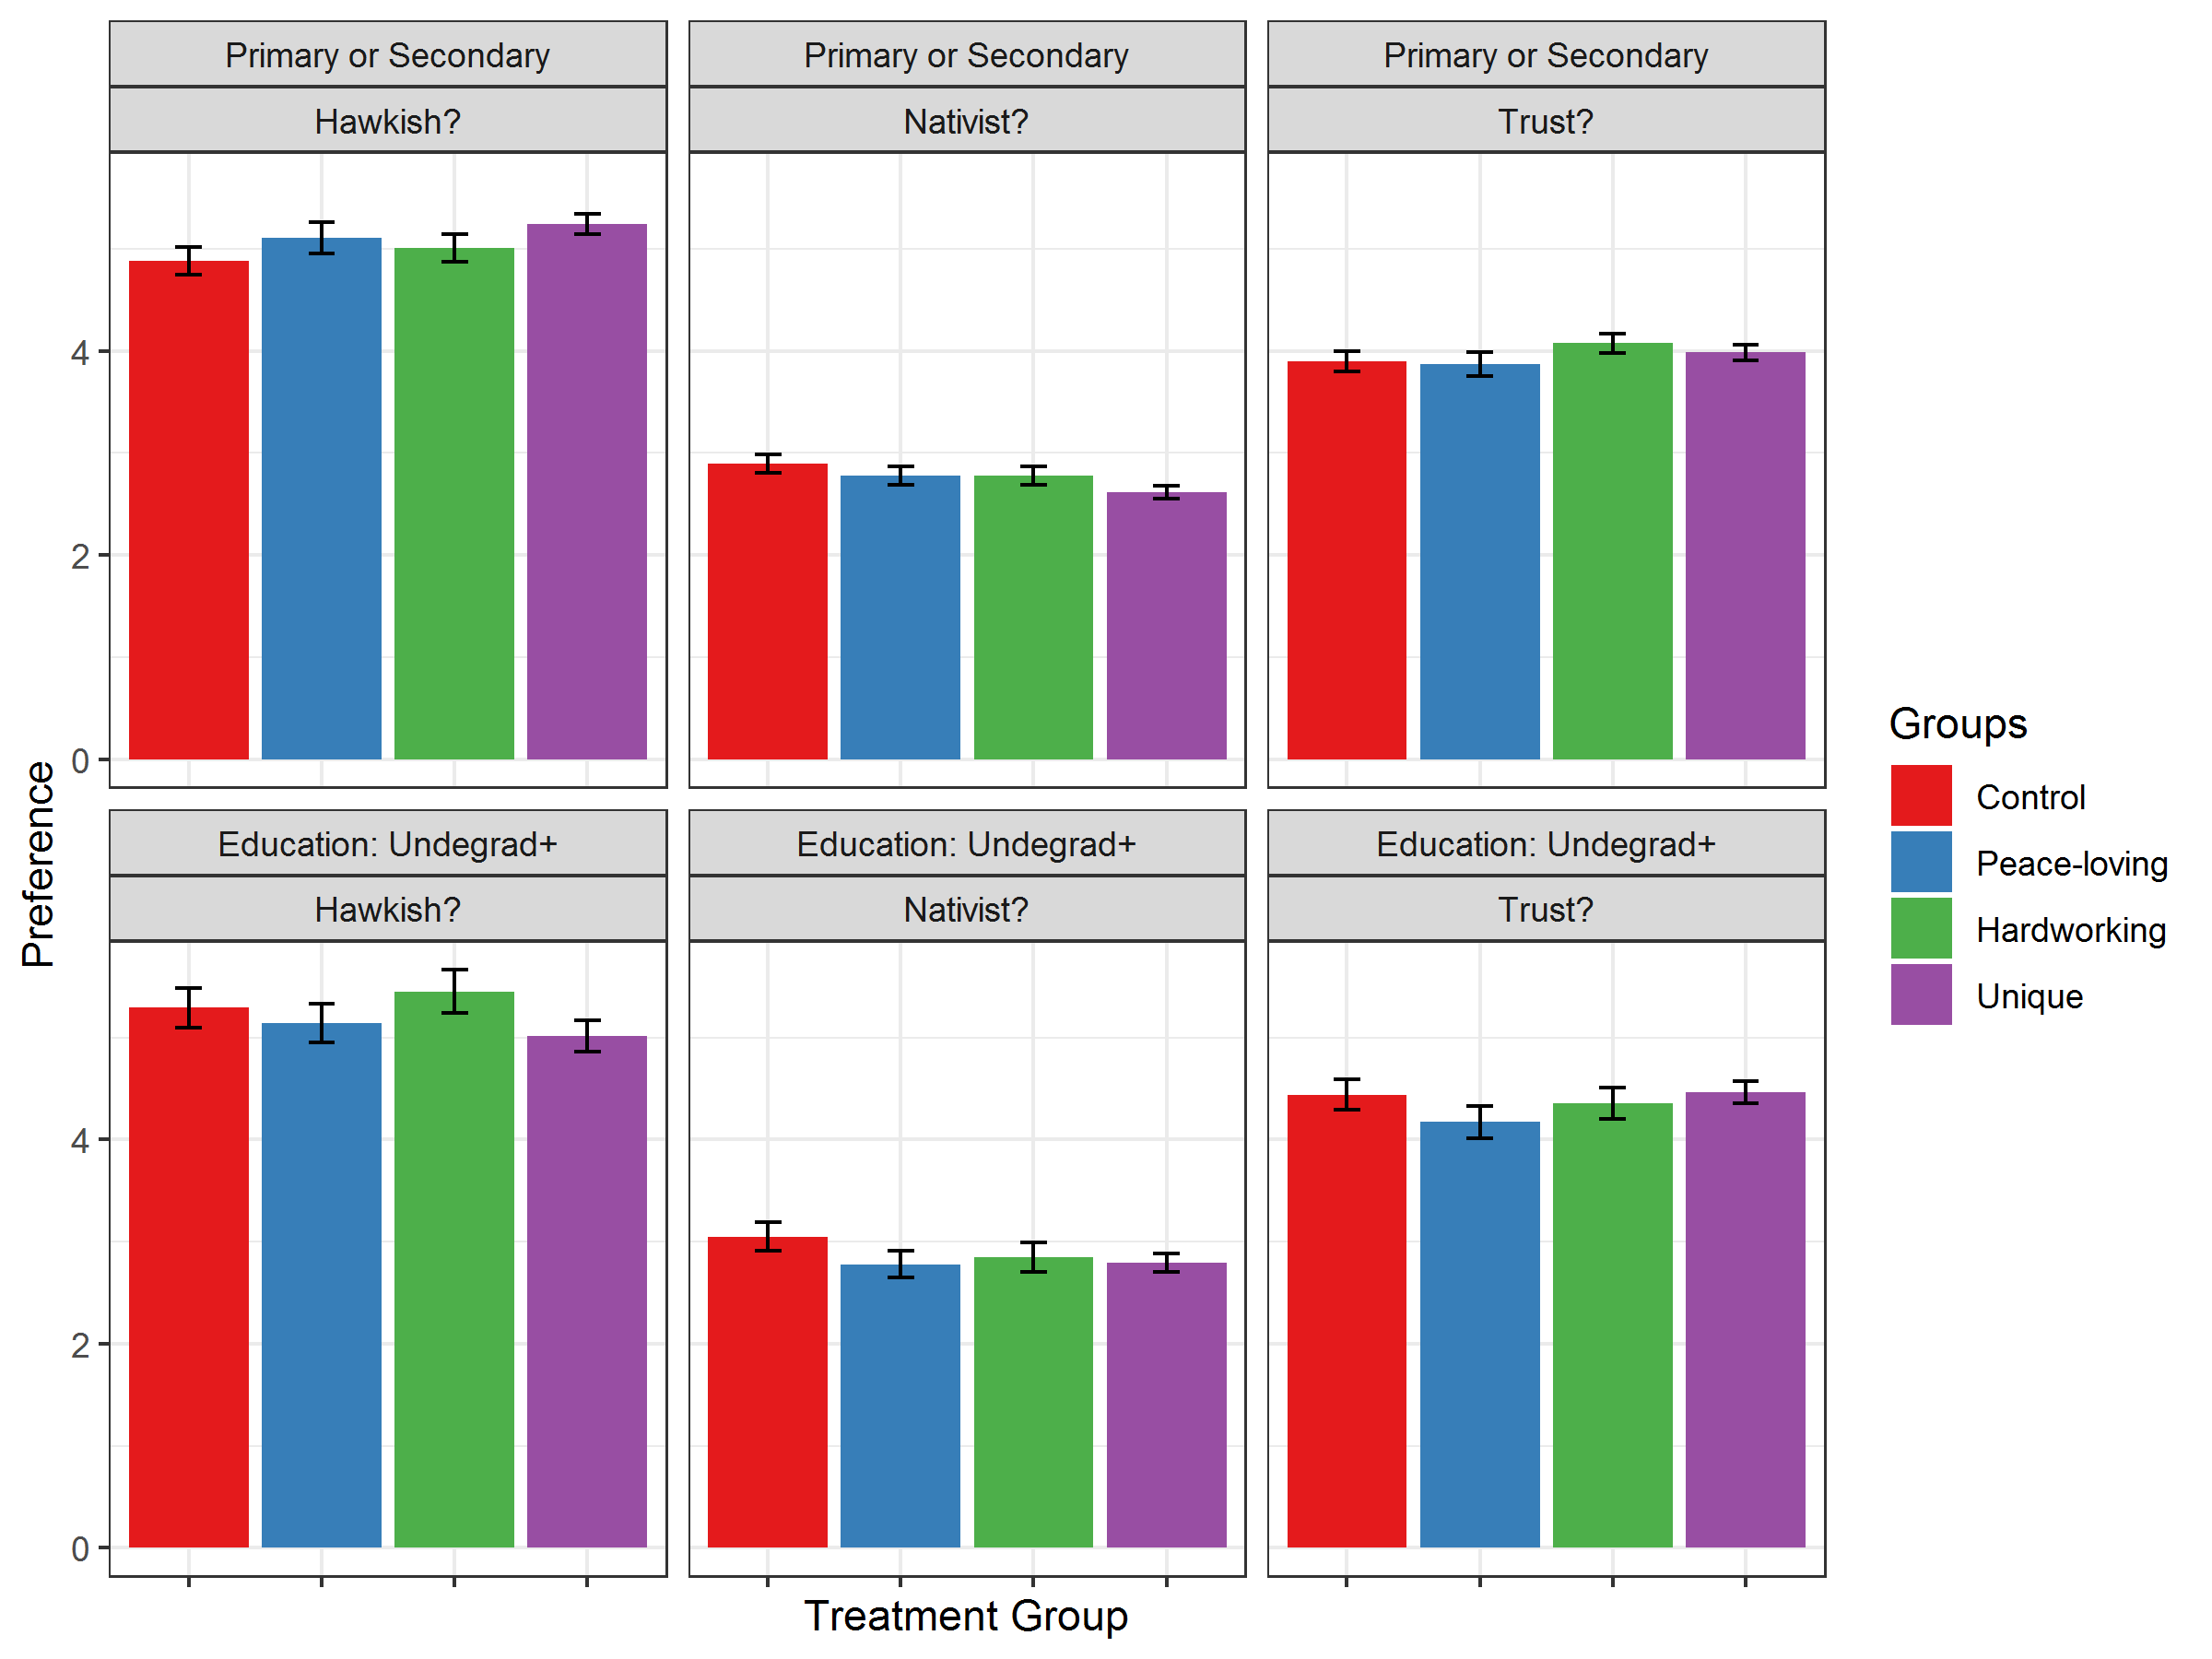 Primary or Secondary
Primary or Secondary
Primary or Secondary
Hawkish?
Nativist?
Trust?
4
2
0
Education: Undegrad+
Education: Undegrad+
Education: Undegrad+
Hawkish?
Nativist?
Trust?
4
2
0
Preference
Treatment Group
Groups
Control
Peace-loving
Hardworking
Unique